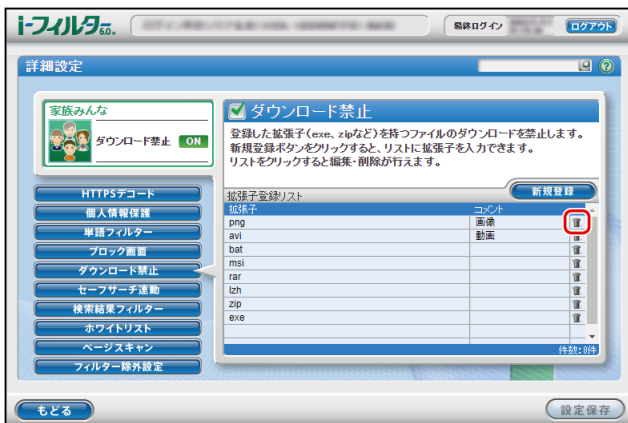 i-フィルター6.0.
最終ログイン
ログアウト
詳細設定
家族みんな
ダウンロード禁止 ON
ダウンロード禁止
登録した拡張子(exe、zipなど)を持つファイルのダウンロードを禁止します。
新規登録ボタンをクリックすると、リストに拡張子を入力できます。
リストをクリックすると編集・削除が行えます。
HTTPSデコード
個人情報保護
単語フィルター
ブロック画面
ダウンロード禁止
セーフサーチ連動
検索結果フィルター
ホワイトリスト
ページスキャン
フィルター除外設定
拡張子登録リスト
新規登録
拡張子 コメント
png 画像
avi 動画
bat
msi
rar
lzh
zip
exe
件数:8件
もどる
設定保存